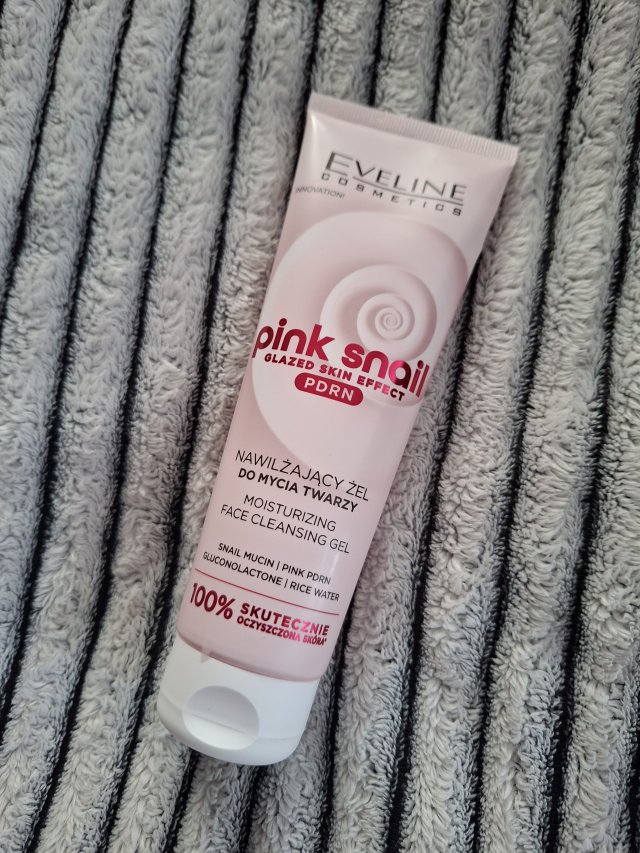 EVELINE
COSMETICS
INNOVATION!
pink snail
GLAZED SKIN EFFECT
PDRN
NAWILŻAJĄCY ŻEL
DO MYCIA TWARZY
MOISTURIZING
FACE CLEANSING GEL
SNAIL MUCIN | PINK PDRN
GLUCONOLACTONE | RICE WATER
100% SKUTECZNIE
OCZYSZCZONA SKÓRA*